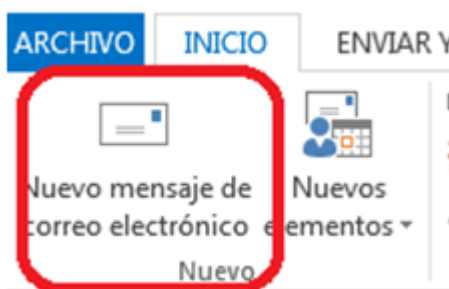 ARCHIVO INICIO ENVIAR Y
Nuevo mensaje de Nuevos
correo electrónico elementos
Nuevo